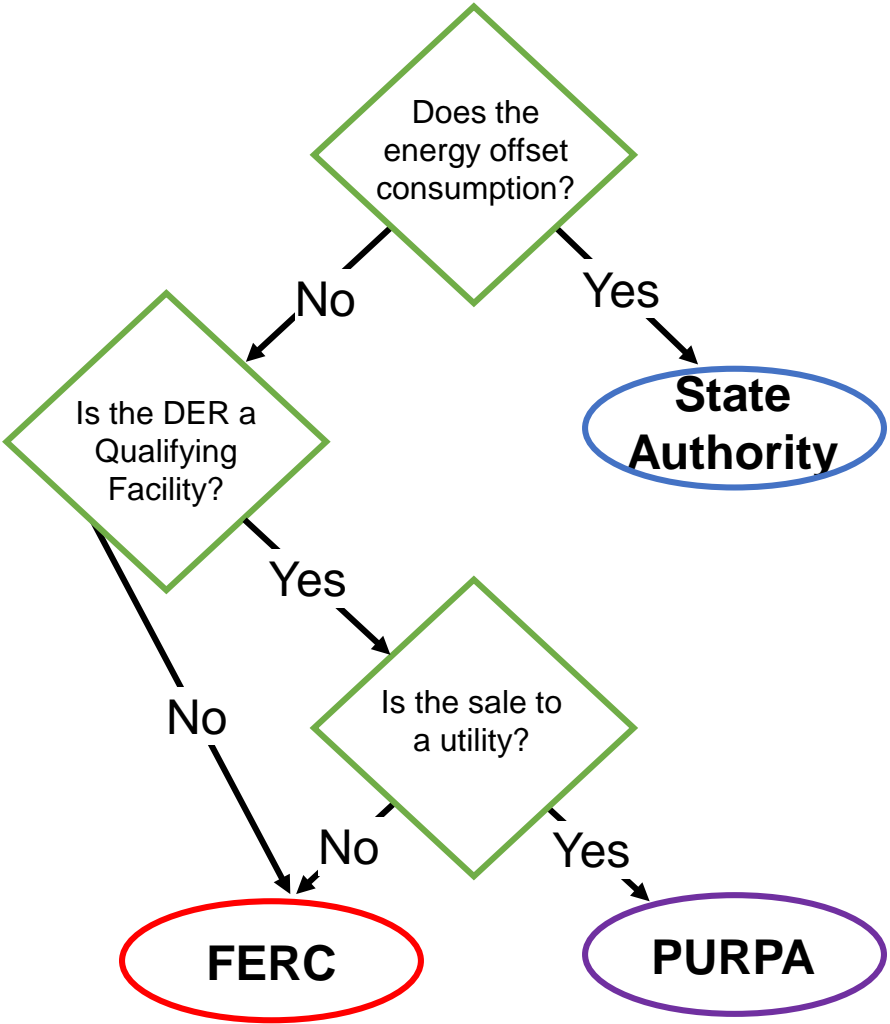 Does the
energy offset
consumption?
No
Yes
State
Authority
Is the DER a
Qualifying
Facility?
Yes
No
Is the sale to
a utility?
No
Yes
FERC
PURPA